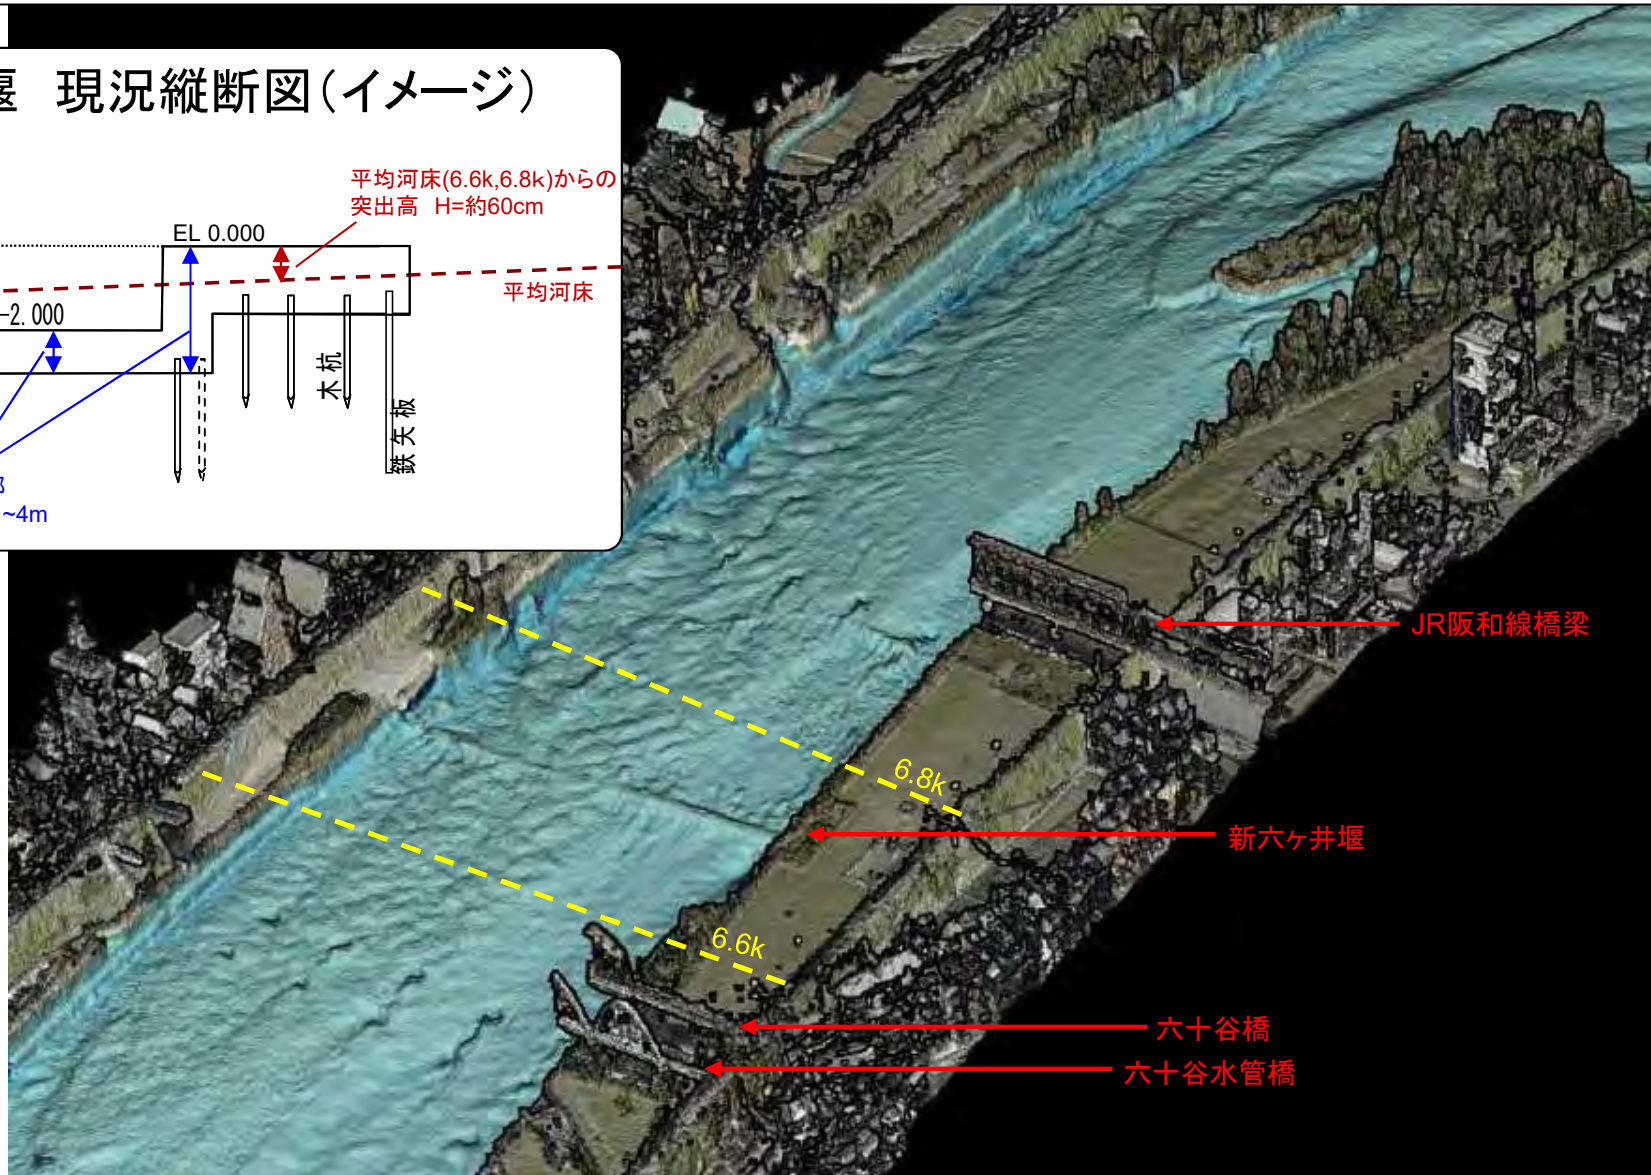 堰 現況縦断図(イメージ)
平均河床(6.6k,6.8k)からの
突出高 H=約60cm
EL 0.000
平均河床
-2.000
木杭
鉄矢板
~4m
JR阪和線橋梁
6.8k
新六ヶ井堰
6.6k
六十谷橋
六十谷水管橋